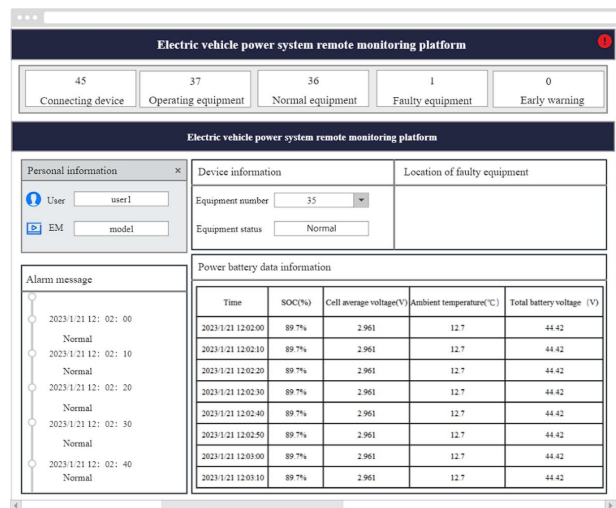 Electric vehicle power system remote monitoring platform
45 37 36 1 0
Connecting device Operating equipment Normal equipment Faulty equipment Early warning
Electric vehicle power system remote monitoring platform
Personal information ×
User user1
EM model
Device information
Equipment number 35
Equipment status Normal
Location of faulty equipment
Alarm message
2023/1/21 12: 02: 00
Normal
2023/1/21 12: 02: 10
Normal
2023/1/21 12: 02: 20
Normal
2023/1/21 12: 02: 30
Normal
2023/1/21 12: 02: 40
Normal
Power battery data information
Time SOC(%) Cell average voltage(V) Ambient temperature(℃) Total battery voltage (V)
2023/1/21 12:02:00 89.7% 2.961 12.7 44.42
2023/1/21 12:02:10 89.7% 2.961 12.7 44.42
2023/1/21 12:02:20 89.7% 2.961 12.7 44.42
2023/1/21 12:02:30 89.7% 2.961 12.7 44.42
2023/1/21 12:02:40 89.7% 2.961 12.7 44.42
2023/1/21 12:02:50 89.7% 2.961 12.7 44.42
2023/1/21 12:03:00 89.7% 2.961 12.7 44.42
2023/1/21 12:03:10 89.7% 2.961 12.7 44.42